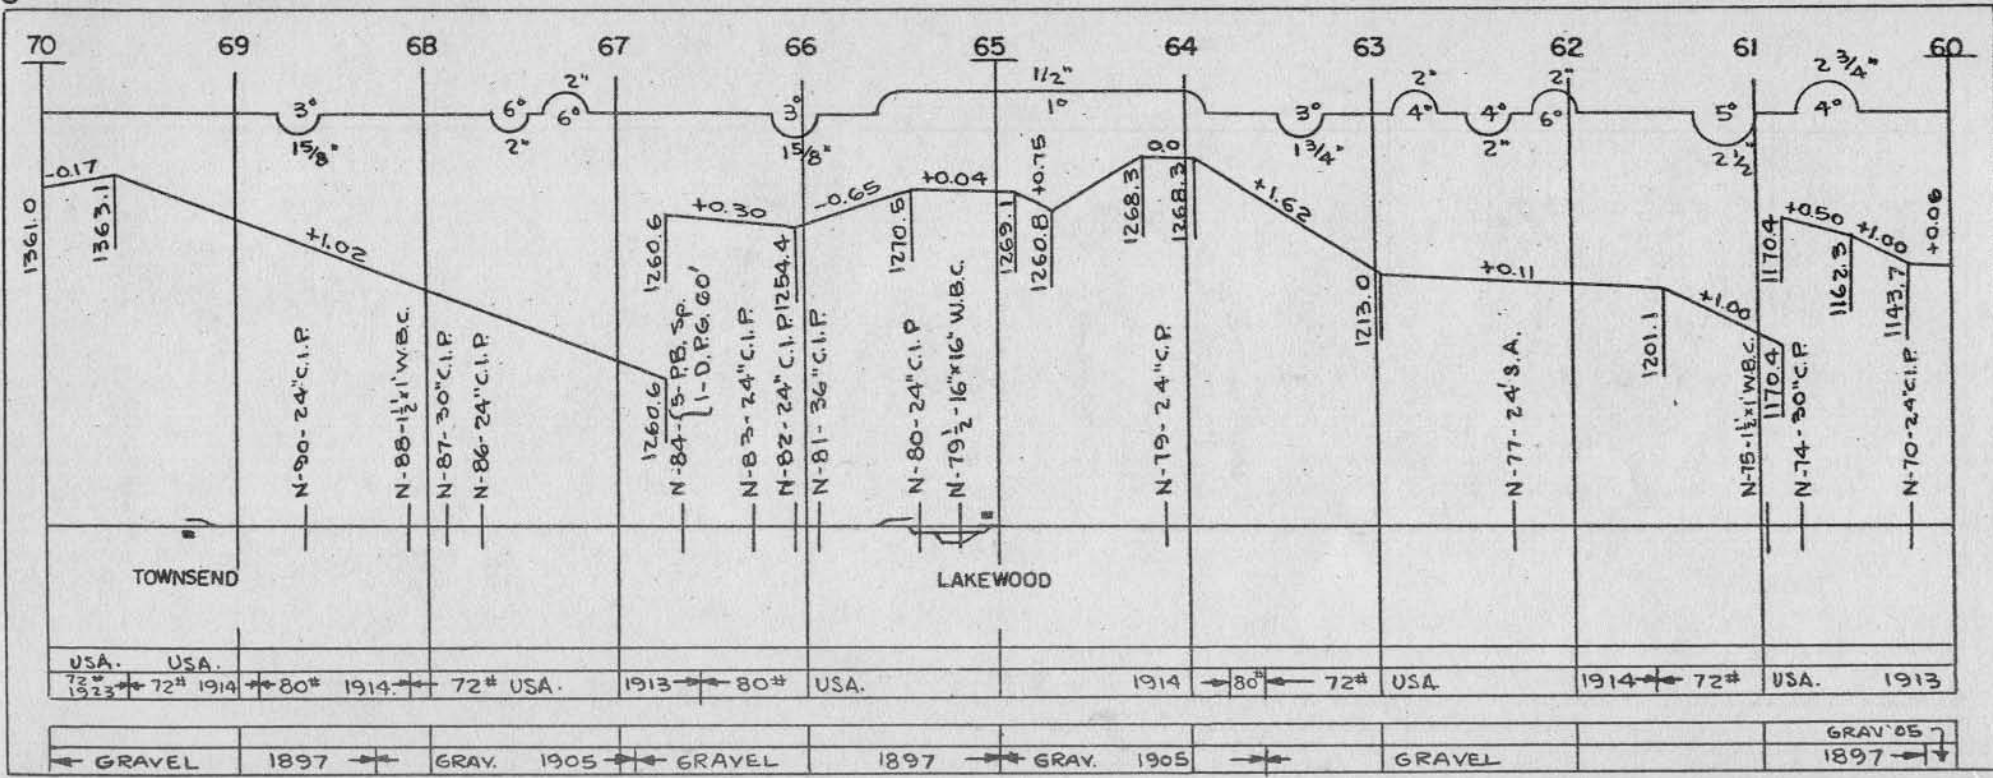 70 69 68 67 66 65 64 63 62 61 60
3° 6° 2" 6° 3° 1/2" 1° 3° 2" 4° 4° 2" 6° 5° 2 3/4" 4°
15/8" 2" 15/8" 1 3/4" 2" 2 1/2"
-0.17 +1.02 +0.30 -0.65 +0.04 +0.75 0.0 +1.62 +0.11 +1.00 +0.50 +1.00 +0.06
1361.0
1363.1
1260.6
1260.6
1254.4
1270.5
1269.1
1260.8
1268.3
1268.3
1213.0
1201.1
1170.4
1170.4
1162.3
1143.7
N-90-24"C.I.P.
N-88-1½'x1'W.B.C.
N-87-30"C.I.P.
N-86-24"C.I.P.
N-84-{5-P.B. Sp.
1-D.P.G. 60'
N-83-24"C.I.P.
N-82-24"C.I.P.
N-81-36"C.I.P.
N-80-24"C.I.P.
N-79½-16"x16"W.B.C.
N-79-24"C.P.
N-77-24'S.A.
N-75-1½'x1'W.B.C.
N-74-30"C.P.
N-70-24"C.I.P.
TOWNSEND LAKEWOOD
USA. USA.
72# 1923 72# 1914 80# 1914. 72# USA. 1913 80# USA. 1914 80# 72# USA. 1914 72# USA. 1913
GRAV '05
GRAVEL 1897 GRAV. 1905 GRAVEL 1897 GRAV. 1905 GRAVEL 1897